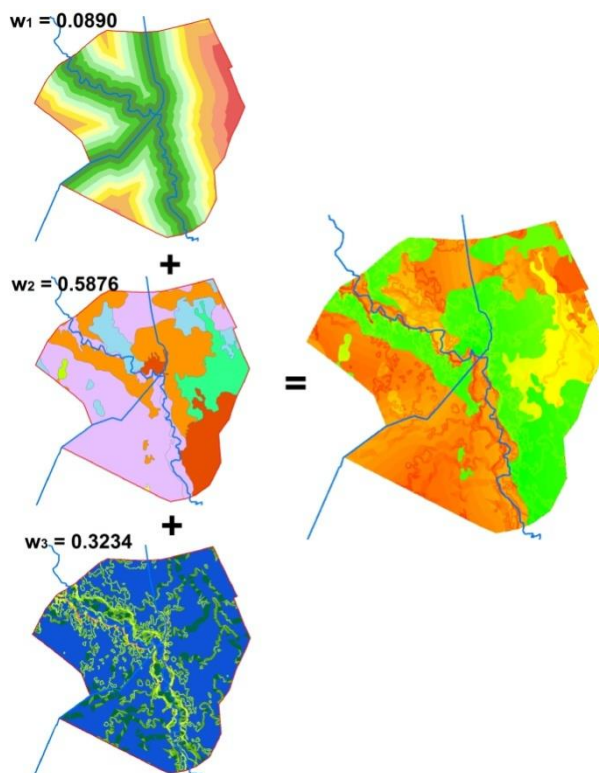 w1 = 0.0890
+
w2 = 0.5876
=
+
w3 = 0.3234